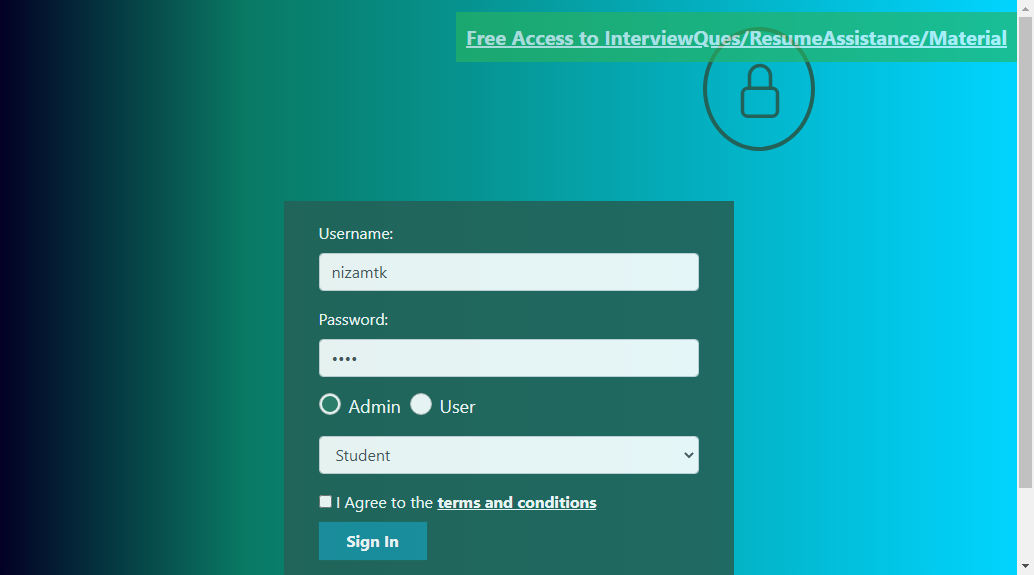 Free Access to InterviewQues/ResumeAssistance/Material
Username:
nizamtk
Password:
••••
Admin User
Student
I Agree to the terms and conditions
Sign In